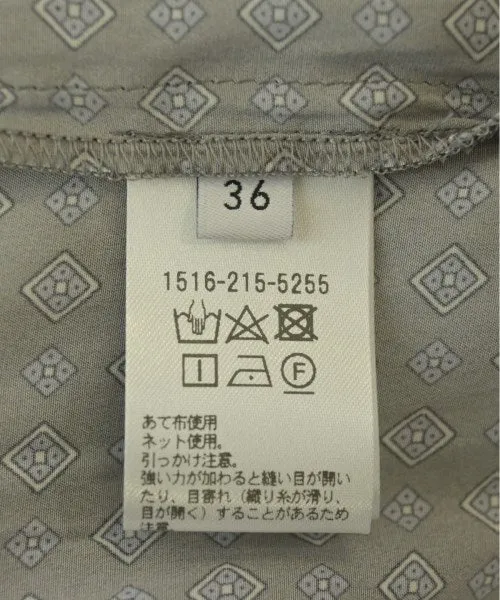 36
1516-215-5255
F
あて布使用
ネット使用。
引っかけ注意。
強い力が加わると縫い目が開い
たり、目寄れ（織り糸が滑り、
目が開く）することがあるため
注意